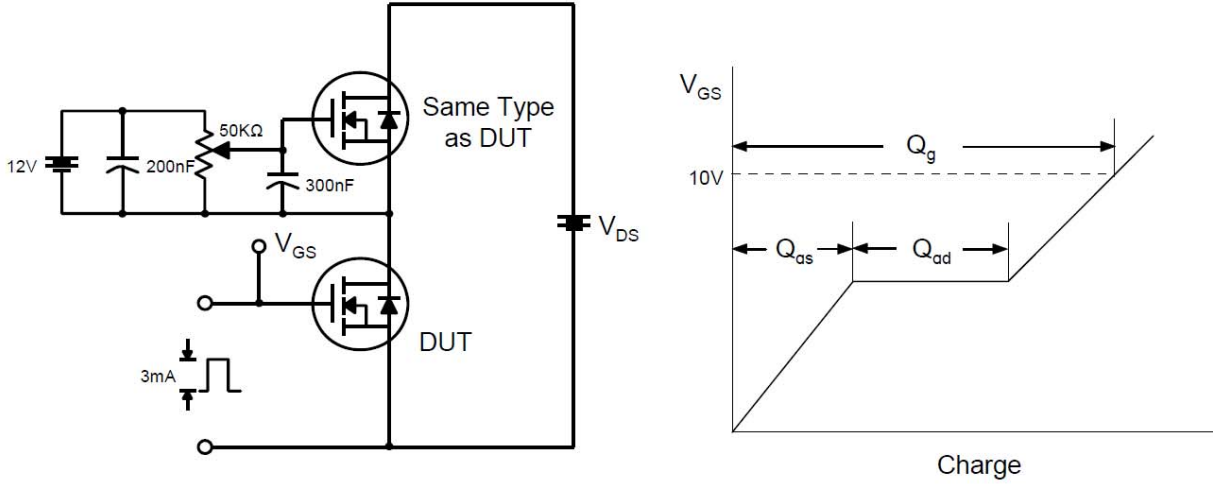 12V
200nF
50KΩ
300nF
Same Type
as DUT
VGS
DUT
3mA
VDS
VGS
10V
Qg
Qgs
Qgd
Charge